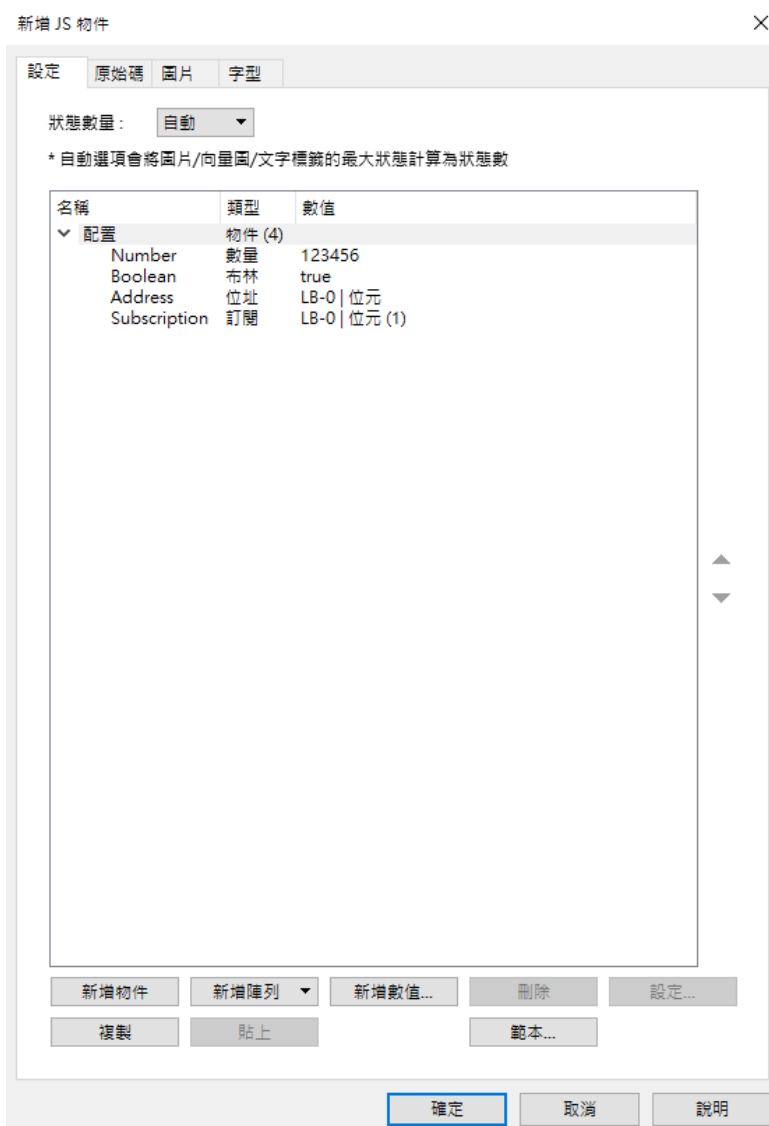 新增 JS 物件
設定 原始碼 圖片 字型
狀態數量 : 自動
* 自動選項會將圖片/向量圖/文字標籤的最大狀態計算為狀態數
名稱 類型 數值
配置 物件 (4)
Number 數量 123456
Boolean 布林 true
Address 位址 LB-0 | 位元
Subscription 訂閱 LB-0 | 位元 (1)
新增物件 新增陣列 新增數值... 刪除 設定...
複製 貼上 範本...
確定 取消 說明